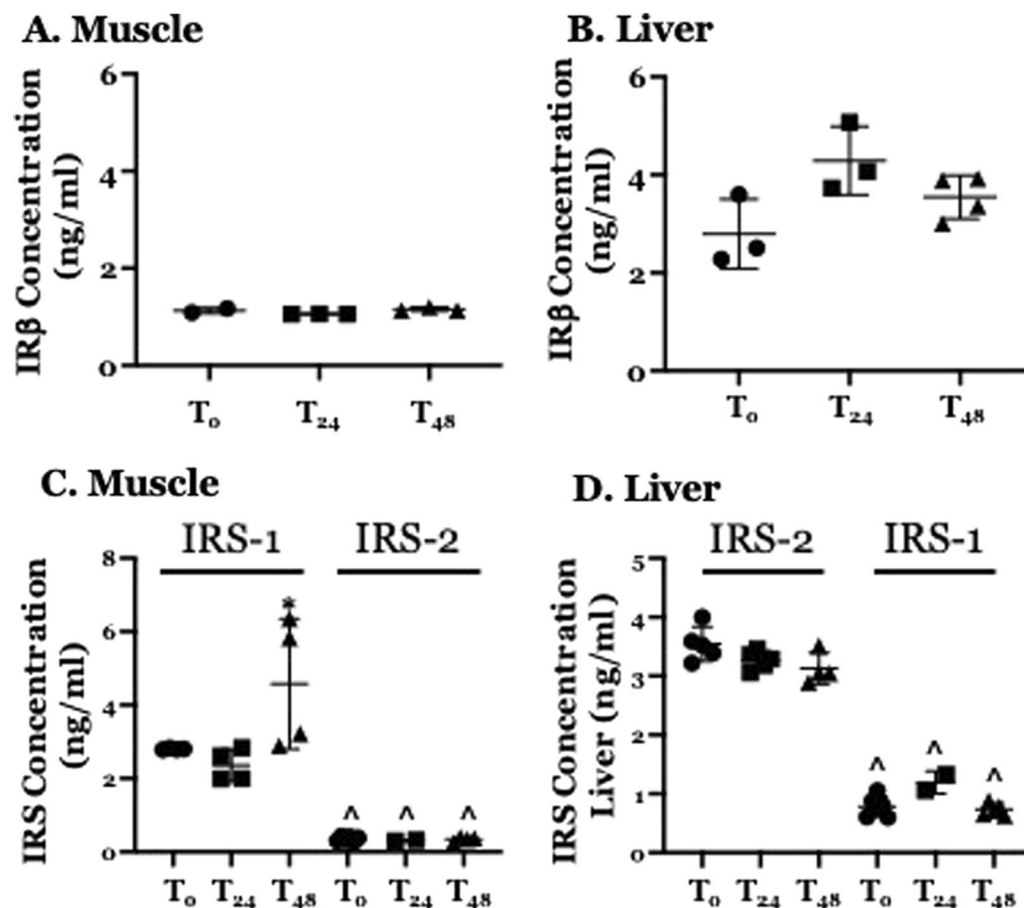 A. Muscle
IRβ Concentration
(ng/ml)
6
4
2
0
T₀ T₂₄ T₄₈
B. Liver
IRβ Concentration
(ng/ml)
6
4
2
0
T₀ T₂₄ T₄₈
C. Muscle
IRS-1 IRS-2
IRS Concentration
(ng/ml)
8
6
4
2
0
*
^ ^ ^
T₀ T₂₄ T₄₈ T₀ T₂₄ T₄₈
D. Liver
IRS-2 IRS-1
IRS Concentration
Liver (ng/ml)
5
4
3
2
1
0
^ ^ ^
T₀ T₂₄ T₄₈ T₀ T₂₄ T₄₈